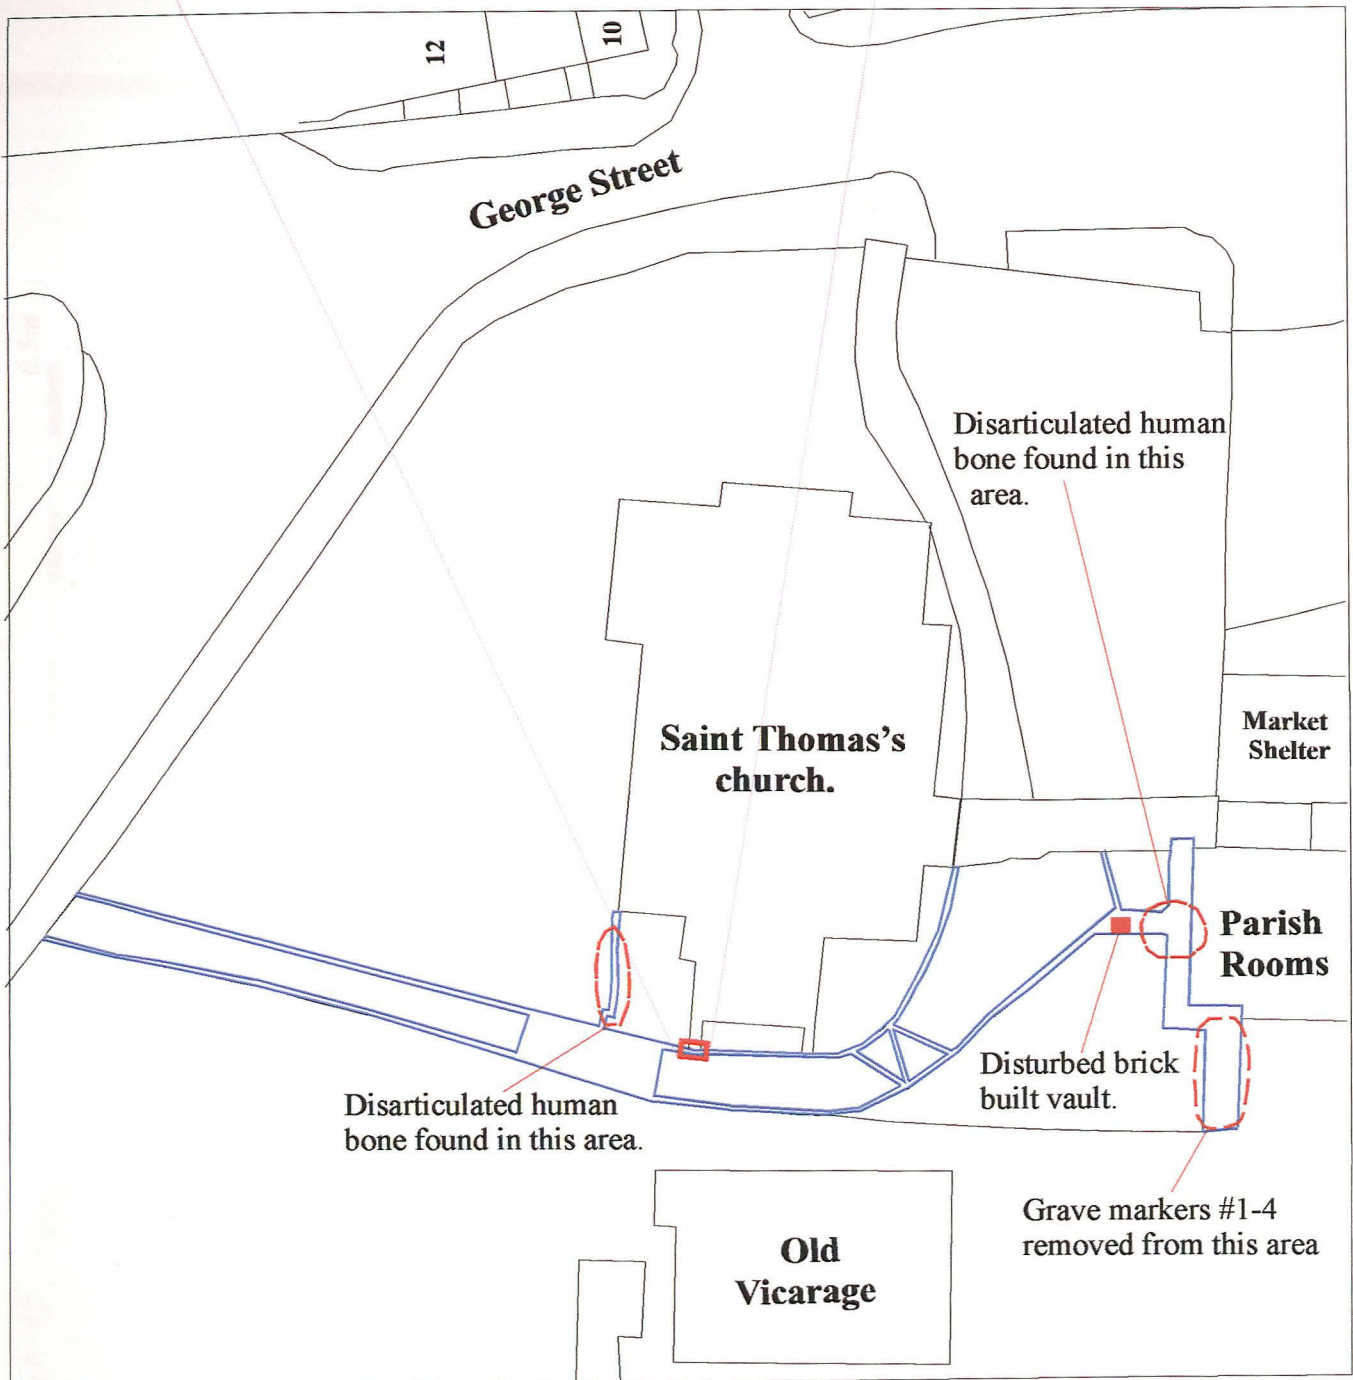 12
10
George Street
Disarticulated human
bone found in this
area.
Market
Shelter
Saint Thomas's
church.
Parish
Rooms
Disturbed brick
built vault.
Disarticulated human
bone found in this area.
Grave markers #1-4
removed from this area
Old
Vicarage